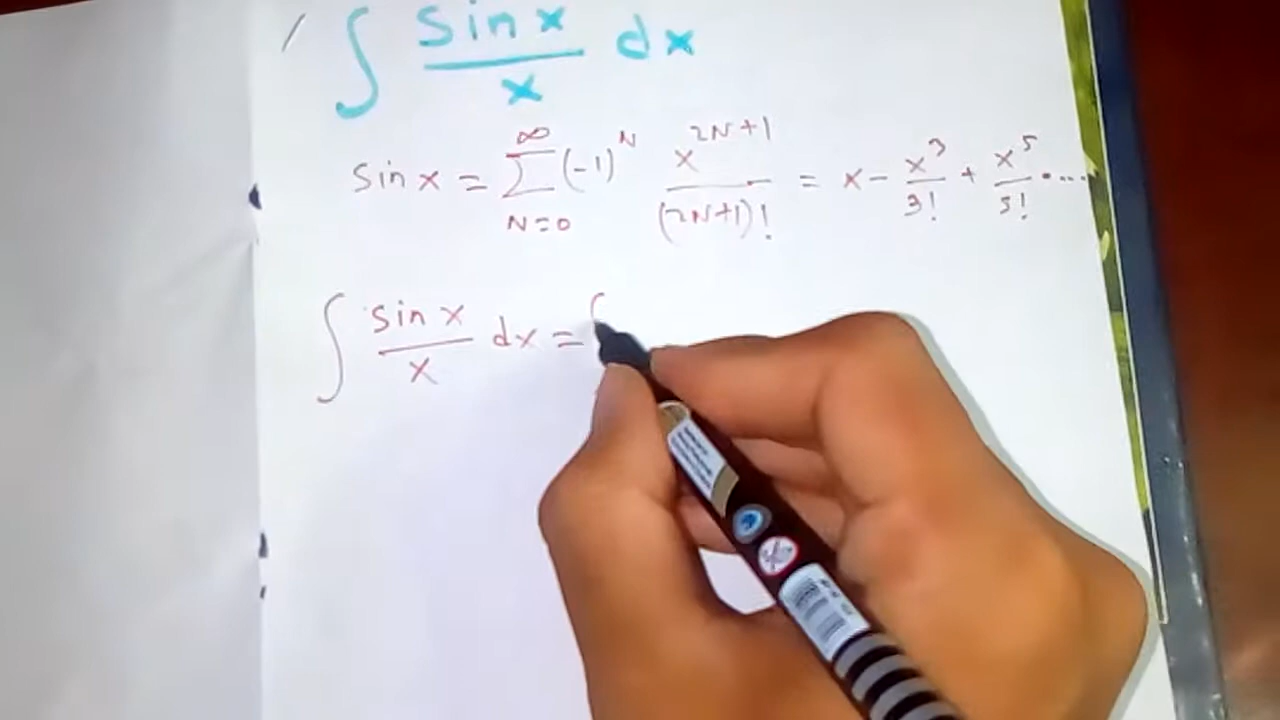 ∫ sin x / x dx
sin x = ∑_{N=0}^{∞} (-1)^N x^{2N+1} / (2N+1)! = x - x^3 / 3! + x^5 / 5! ....
∫ sin x / x dx = ∫